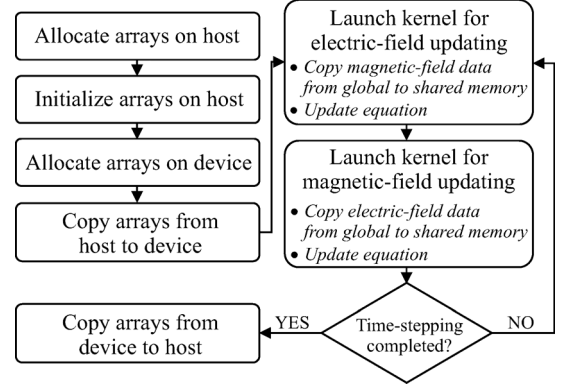 Allocate arrays on host
Initialize arrays on host
Allocate arrays on device
Copy arrays from
host to device
Launch kernel for
electric-field updating
• Copy magnetic-field data
from global to shared memory
• Update equation
Launch kernel for
magnetic-field updating
• Copy electric-field data
from global to shared memory
• Update equation
Time-stepping
completed?
YES
NO
Copy arrays from
device to host